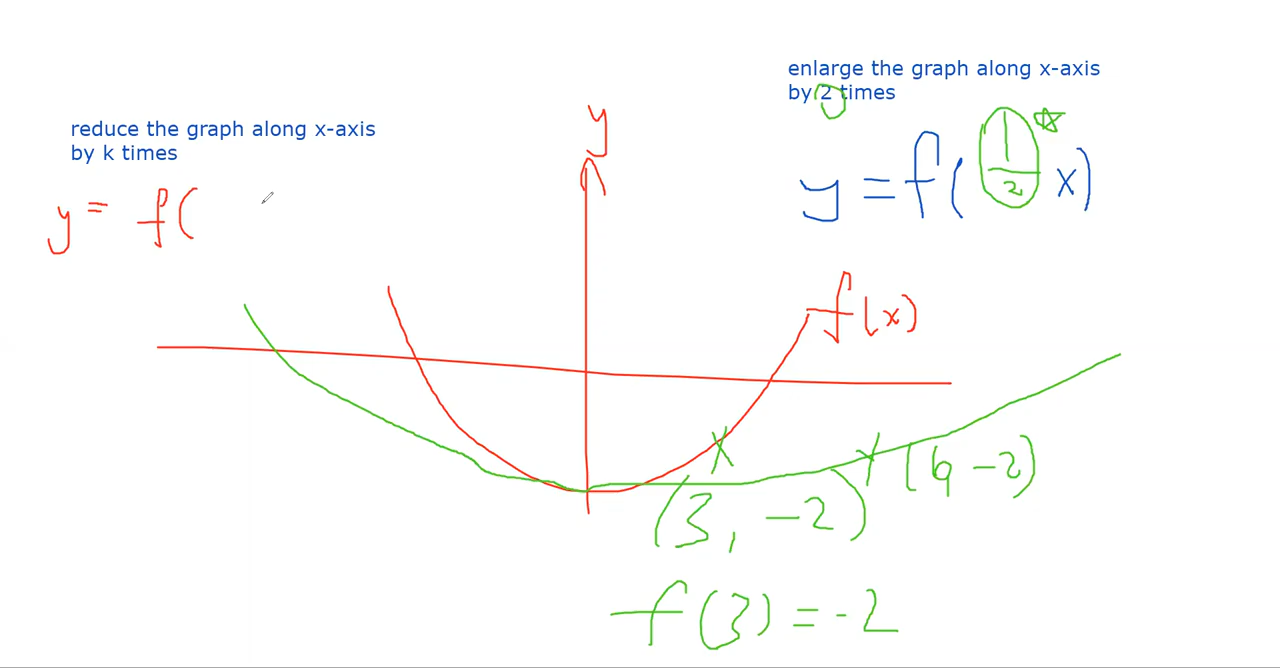 enlarge the graph along x-axis
by 2 times
y = f(1/2 x)
reduce the graph along x-axis
by k times
y = f(
y
f(x)
(6 -2)
(3, -2)
f(3) = -2